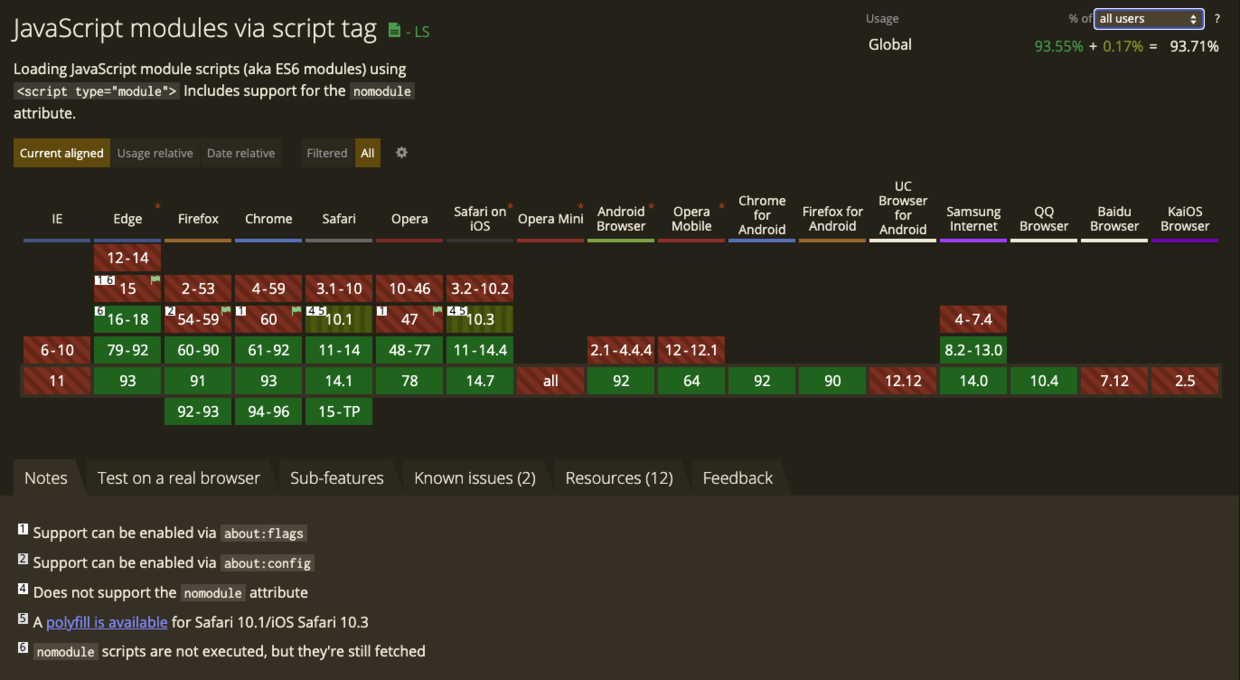 JavaScript modules via script tag - LS
Usage % of all users ?
Global 93.55% + 0.17% = 93.71%
Loading JavaScript module scripts (aka ES6 modules) using
<script type="module"> Includes support for the nomodule
attribute.
Current aligned Usage relative Date relative Filtered All
IE
Edge *
Firefox
Chrome
Safari
Opera
Safari on *
iOS
Opera Mini *
Android *
Browser
Opera *
Mobile
Chrome
for
Android
Firefox for
Android
UC
Browser
for
Android
Samsung
Internet
QQ
Browser
Baidu
Browser
KaiOS
Browser
12-14
1 6 15 2-53 4-59 3.1-10 10-46 3.2-10.2
6 16-18 2 54-59 1 60 4 5 10.1 1 47 4 5 10.3 4-7.4
6-10 79-92 60-90 61-92 11-14 48-77 11-14.4 2.1-4.4.4 12-12.1 8.2-13.0
11 93 91 93 14.1 78 14.7 all 92 64 92 90 12.12 14.0 10.4 7.12 2.5
92-93 94-96 15-TP
Notes Test on a real browser Sub-features Known issues (2) Resources (12) Feedback
1 Support can be enabled via about:flags
2 Support can be enabled via about:config
4 Does not support the nomodule attribute
5 A polyfill is available for Safari 10.1/iOS Safari 10.3
6 nomodule scripts are not executed, but they're still fetched